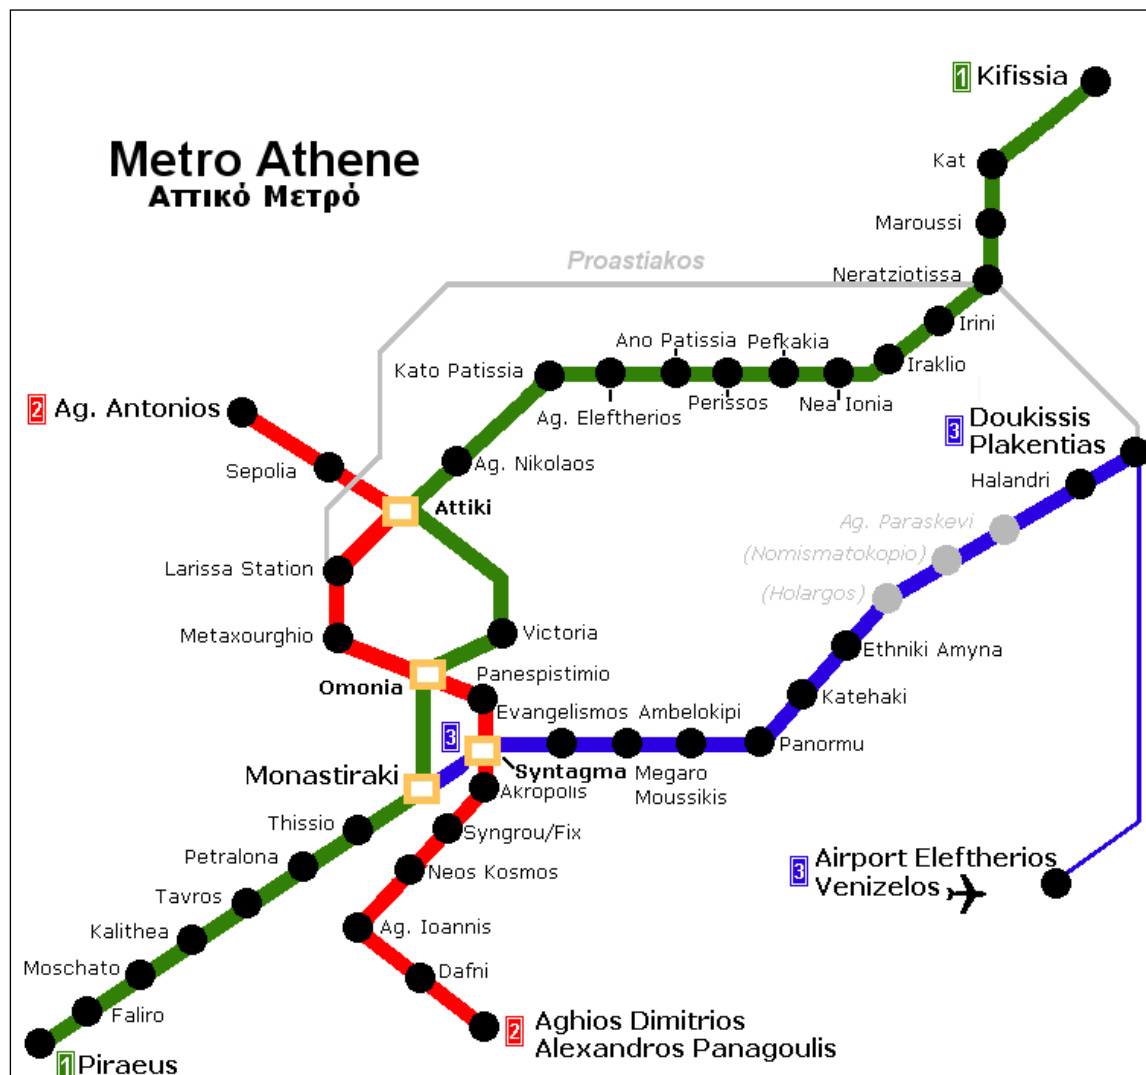 1 Kifissia
Metro Athene
Αττικό Μετρό
Kat
Maroussi
Proastiakos
Neratziotissa
Irini
Ano Patissia
Pefkakia
Iraklio
Kato Patissia
Perissos
Nea Ionia
Ag. Eleftherios
2 Ag. Antonios
3 Doukissis
Plakentias
Sepolia
Ag. Nikolaos
Halandri
Attiki
Ag. Paraskevi
(Nomismatokopio)
Larissa Station
(Holargos)
Metaxourghio
Victoria
Ethniki Amyna
Panespistimio
Omonia
Katehaki
Evangelismos
Ambelokipi
3
Panormu
Syntagma
Monastiraki
Megaro
Moussikis
Akropolis
Thissio
Syngrou/Fix
Petralona
Neos Kosmos
3 Airport Eleftherios
Venizelos
Tavros
Kalithea
Ag. Ioannis
Moschato
Dafni
Faliro
2 Aghios Dimitrios
Alexandros Panagoulis
1 Piraeus